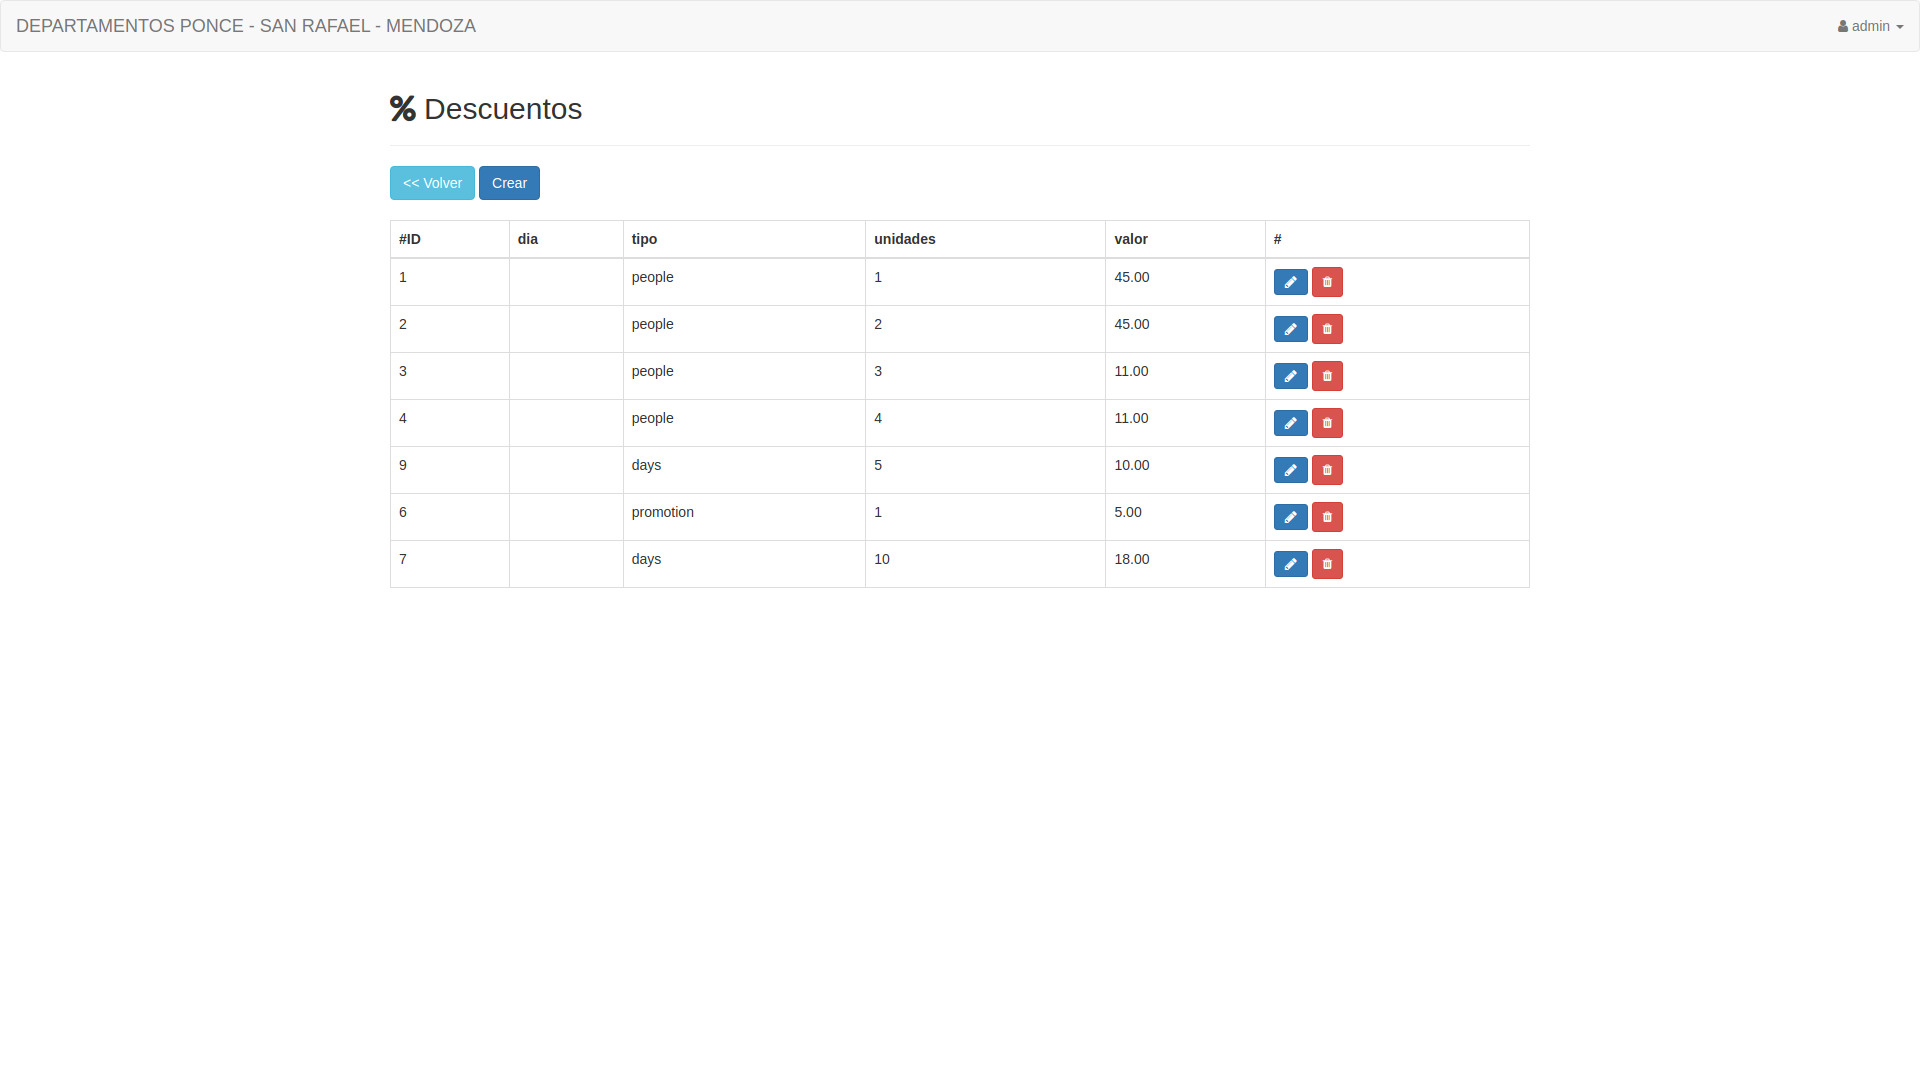 DEPARTAMENTOS PONCE - SAN RAFAEL - MENDOZA admin
% Descuentos
<< Volver Crear
#ID dia tipo unidades valor #
1 people 1 45.00
2 people 2 45.00
3 people 3 11.00
4 people 4 11.00
9 days 5 10.00
6 promotion 1 5.00
7 days 10 18.00